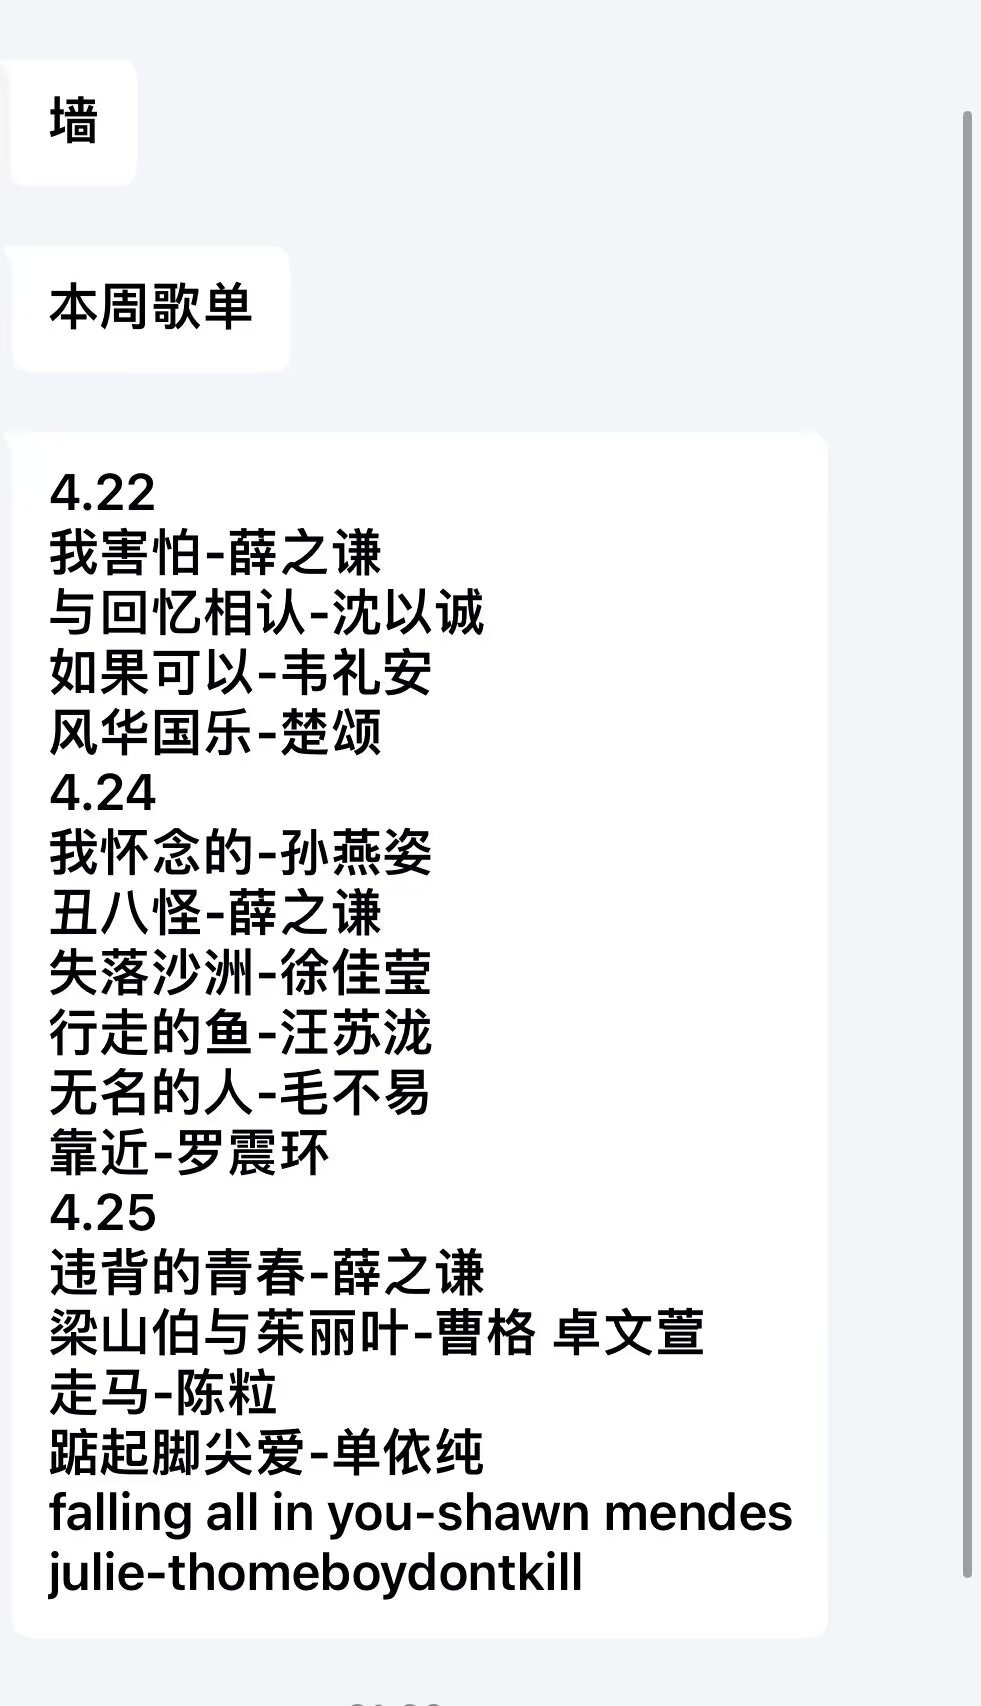 墙
本周歌单
4.22
我害怕-薛之谦
与回忆相认-沈以诚
如果可以-韦礼安
风华国乐-楚颂
4.24
我怀念的-孙燕姿
丑八怪-薛之谦
失落沙洲-徐佳莹
行走的鱼-汪苏泷
无名的人-毛不易
靠近-罗震环
4.25
违背的青春-薛之谦
梁山伯与茱丽叶-曹格 卓文萱
走马-陈粒
踮起脚尖爱-单依纯
falling all in you-shawn mendes
julie-thomeboydontkill